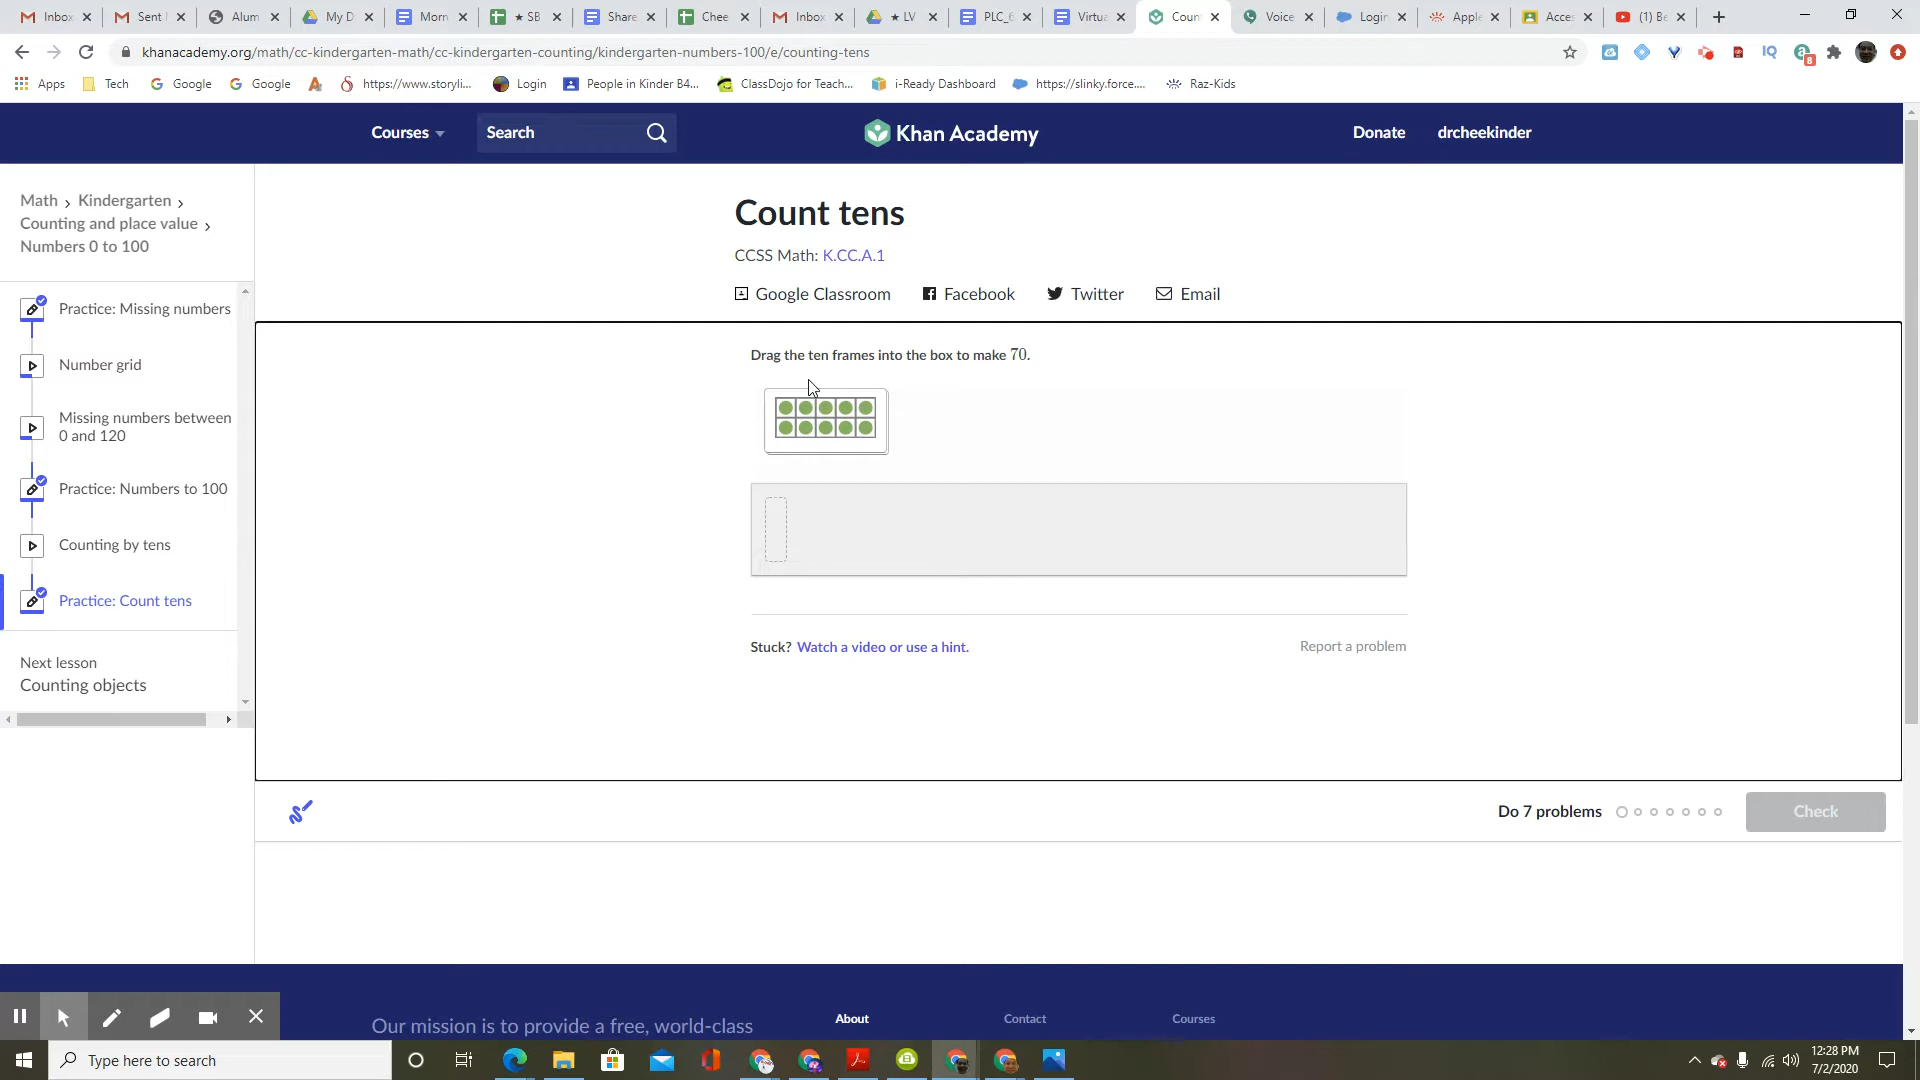 Inbox
Sent
Alum
My D
Morn
★ SB
Share
Chee
Inbox
★ LV
PLC_6
Virtua
Coun
Voice
Login
Apple
Acces
(1) Be
khanacademy.org/math/cc-kindergarten-math/cc-kindergarten-counting/kindergarten-numbers-100/e/counting-tens
IQ
8
Apps
Tech
Google
Google
https://www.storyli...
Login
People in Kinder B4...
ClassDojo for Teach...
i-Ready Dashboard
https://slinky.force....
Raz-Kids
Courses
Search
Khan Academy
Donate
drcheekinder
Math › Kindergarten ›
Counting and place value ›
Numbers 0 to 100
Practice: Missing numbers
Number grid
Missing numbers between
0 and 120
Practice: Numbers to 100
Counting by tens
Practice: Count tens
Next lesson
Counting objects
Count tens
CCSS Math: K.CC.A.1
Google Classroom
Facebook
Twitter
Email
Drag the ten frames into the box to make 70.
Stuck? Watch a video or use a hint.
Report a problem
Do 7 problems
Check
Our mission is to provide a free, world-class
About
Contact
Courses
Type here to search
12:28 PM
7/2/2020